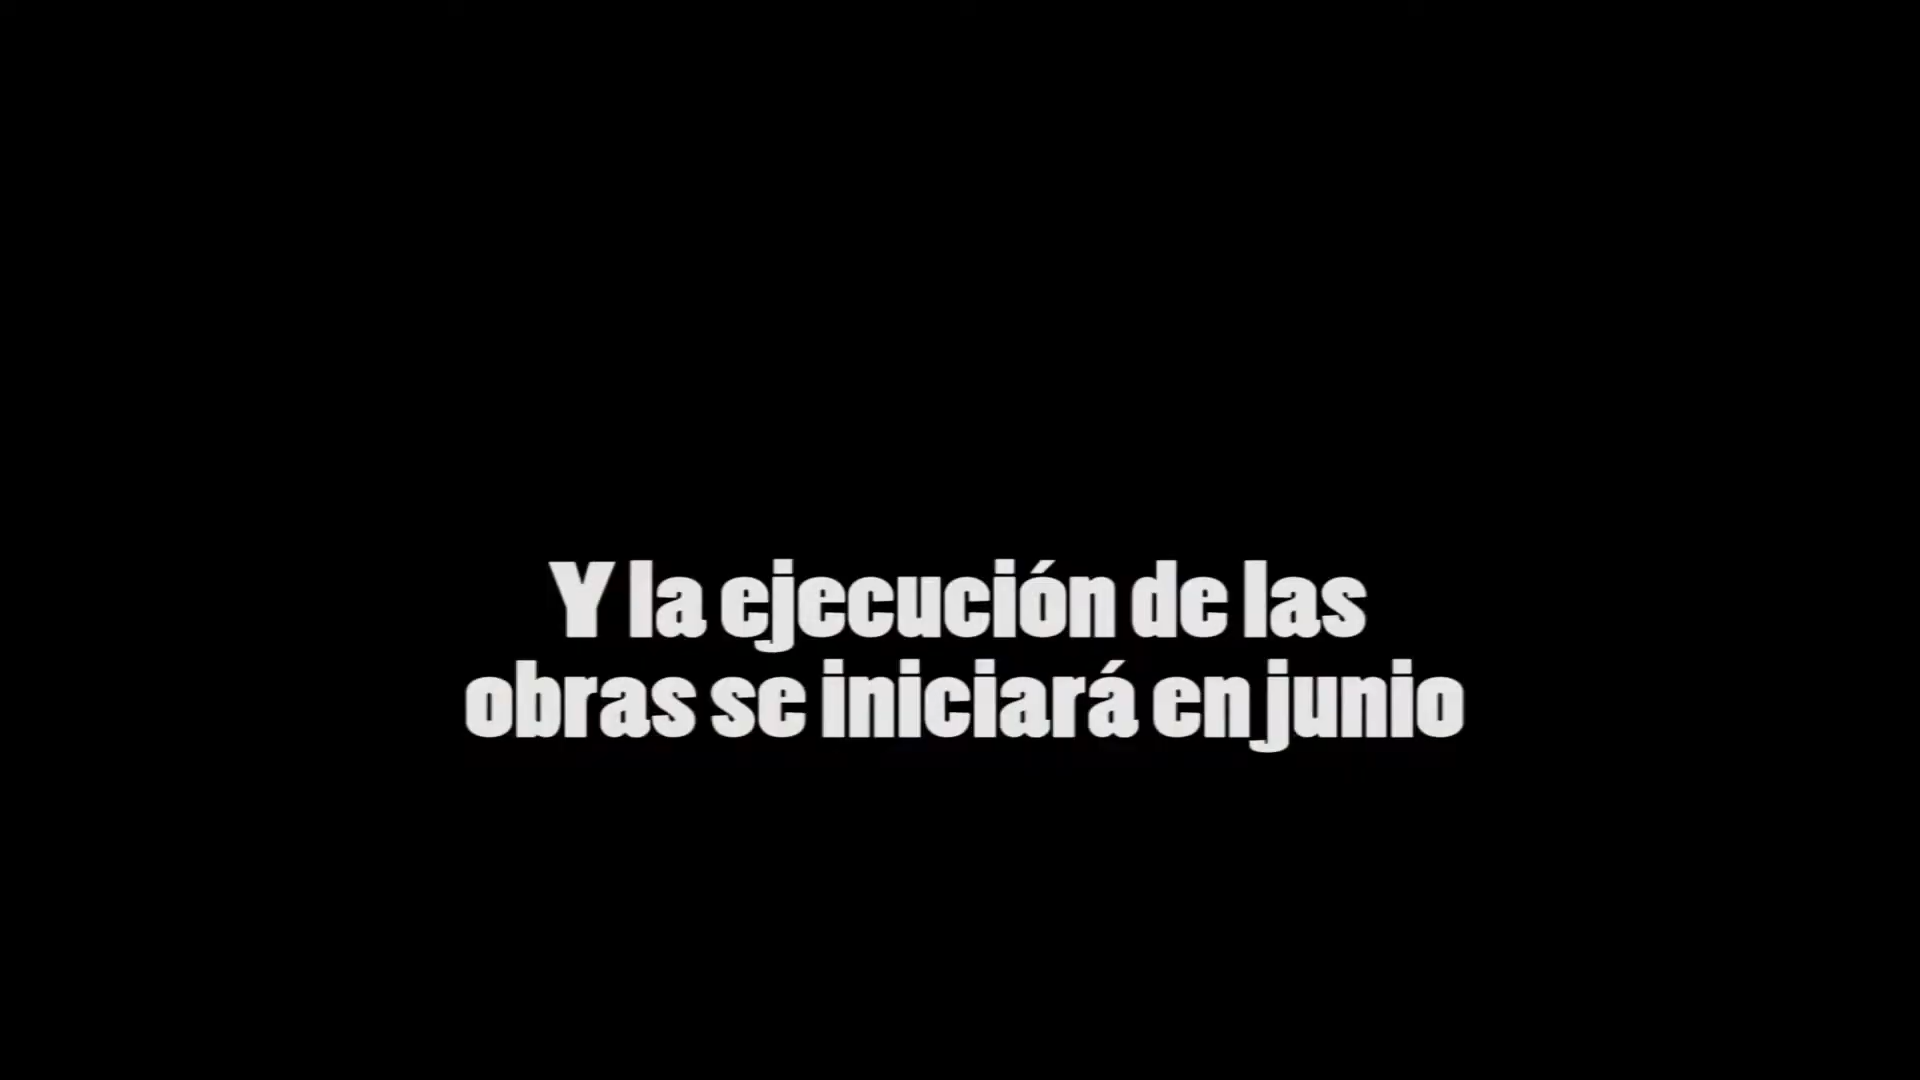 Y la ejecución de las
obras se iniciará en junio